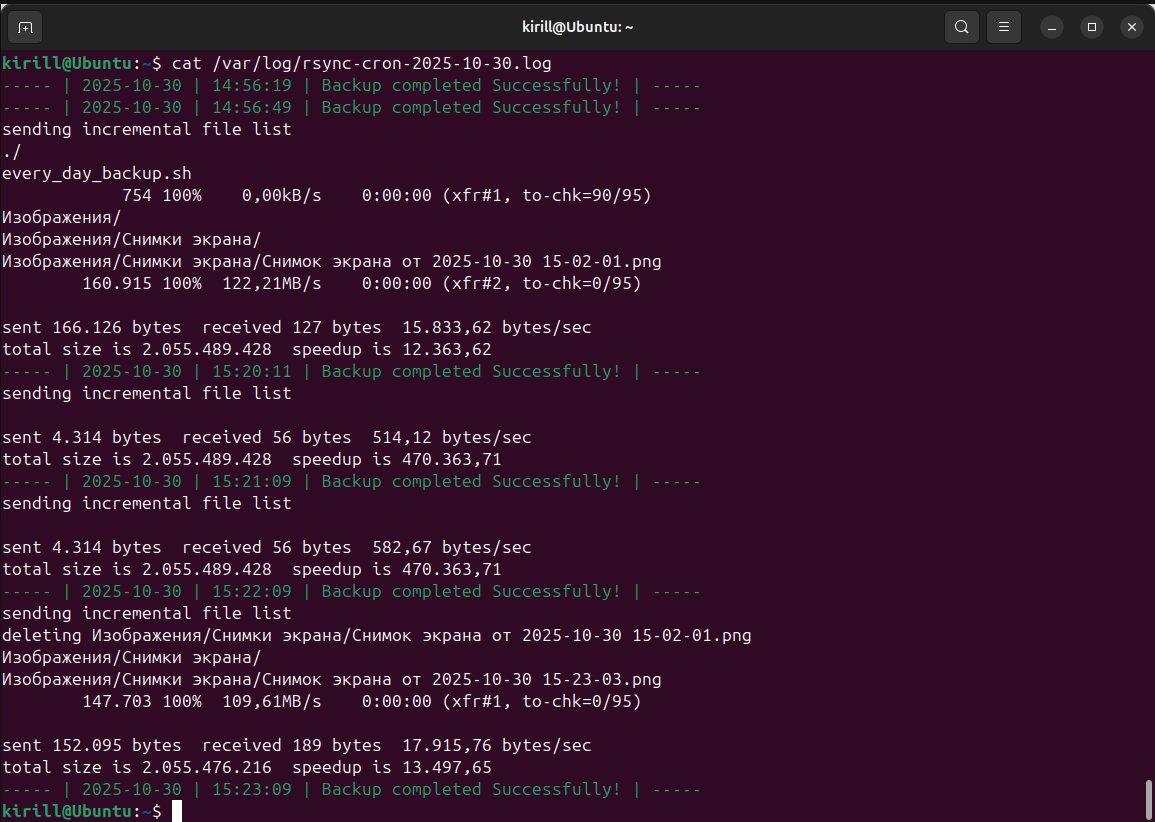 kirill@Ubuntu: ~
kirill@Ubuntu:~$ cat /var/log/rsync-cron-2025-10-30.log
----- | 2025-10-30 | 14:56:19 | Backup completed Successfully! | -----
----- | 2025-10-30 | 14:56:49 | Backup completed Successfully! | -----
sending incremental file list
./
every_day_backup.sh
            754 100%    0,00kB/s    0:00:00 (xfr#1, to-chk=90/95)
Изображения/
Изображения/Снимки экрана/
Изображения/Снимки экрана/Снимок экрана от 2025-10-30 15-02-01.png
        160.915 100%  122,21MB/s    0:00:00 (xfr#2, to-chk=0/95)
sent 166.126 bytes  received 127 bytes  15.833,62 bytes/sec
total size is 2.055.489.428  speedup is 12.363,62
----- | 2025-10-30 | 15:20:11 | Backup completed Successfully! | -----
sending incremental file list
sent 4.314 bytes  received 56 bytes  514,12 bytes/sec
total size is 2.055.489.428  speedup is 470.363,71
----- | 2025-10-30 | 15:21:09 | Backup completed Successfully! | -----
sending incremental file list
sent 4.314 bytes  received 56 bytes  582,67 bytes/sec
total size is 2.055.489.428  speedup is 470.363,71
----- | 2025-10-30 | 15:22:09 | Backup completed Successfully! | -----
sending incremental file list
deleting Изображения/Снимки экрана/Снимок экрана от 2025-10-30 15-02-01.png
Изображения/Снимки экрана/
Изображения/Снимки экрана/Снимок экрана от 2025-10-30 15-23-03.png
        147.703 100%  109,61MB/s    0:00:00 (xfr#1, to-chk=0/95)
sent 152.095 bytes  received 189 bytes  17.915,76 bytes/sec
total size is 2.055.476.216  speedup is 13.497,65
----- | 2025-10-30 | 15:23:09 | Backup completed Successfully! | -----
kirill@Ubuntu:~$